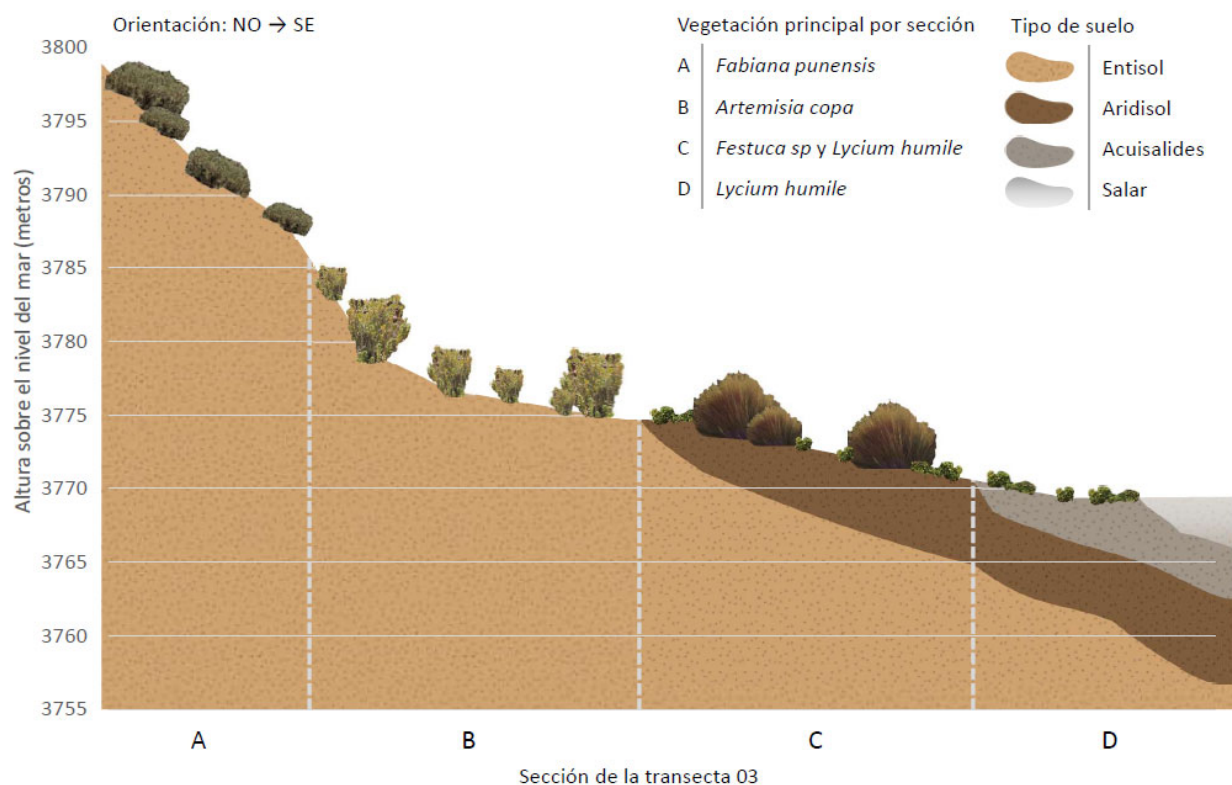 Orientación: NO → SE
Vegetación principal por sección
A Fabiana punensis
B Artemisia copa
C Festuca sp y Lycium humile
D Lycium humile
Tipo de suelo
Entisol
Aridisol
Acuisalides
Salar
Altura sobre el nivel del mar (metros)
3800
3795
3790
3785
3780
3775
3770
3765
3760
3755
A B C D
Sección de la transecta 03